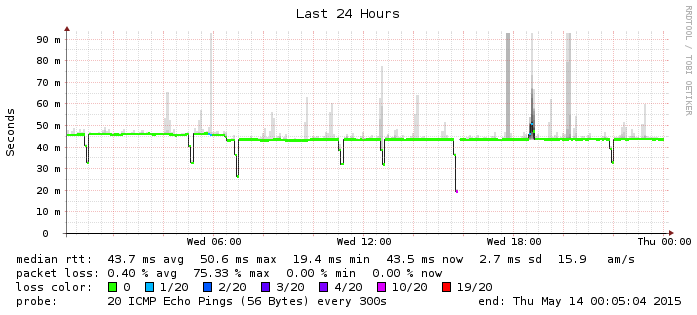 Last 24 Hours
RRDTOOL / TOBI OETIKER
Seconds
90 m
80 m
70 m
60 m
50 m
40 m
30 m
20 m
10 m
0
Wed 06:00 Wed 12:00 Wed 18:00 Thu 00:00
median rtt: 43.7 ms avg 50.6 ms max 19.4 ms min 43.5 ms now 2.7 ms sd 15.9 am/s
packet loss: 0.40 % avg 75.33 % max 0.00 % min 0.00 % now
loss color: 0 1/20 2/20 3/20 4/20 10/20 19/20
probe: 20 ICMP Echo Pings (56 Bytes) every 300s end: Thu May 14 00:05:04 2015